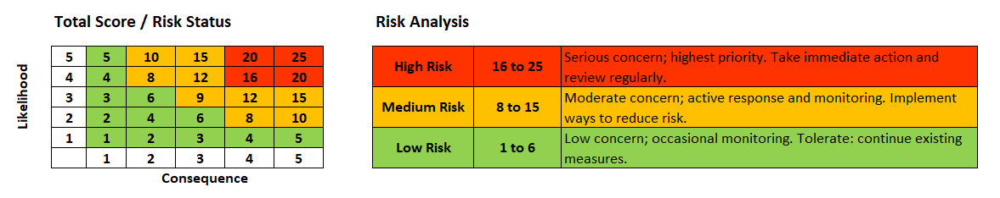 Total Score / Risk Status
Likelihood
5 5 10 15 20 25
4 4 8 12 16 20
3 3 6 9 12 15
2 2 4 6 8 10
1 1 2 3 4 5
1 2 3 4 5
Consequence
Risk Analysis
High Risk 16 to 25 Serious concern; highest priority. Take immediate action and
review regularly.
Medium Risk 8 to 15 Moderate concern; active response and monitoring. Implement
ways to reduce risk.
Low Risk 1 to 6 Low concern; occasional monitoring. Tolerate: continue existing
measures.